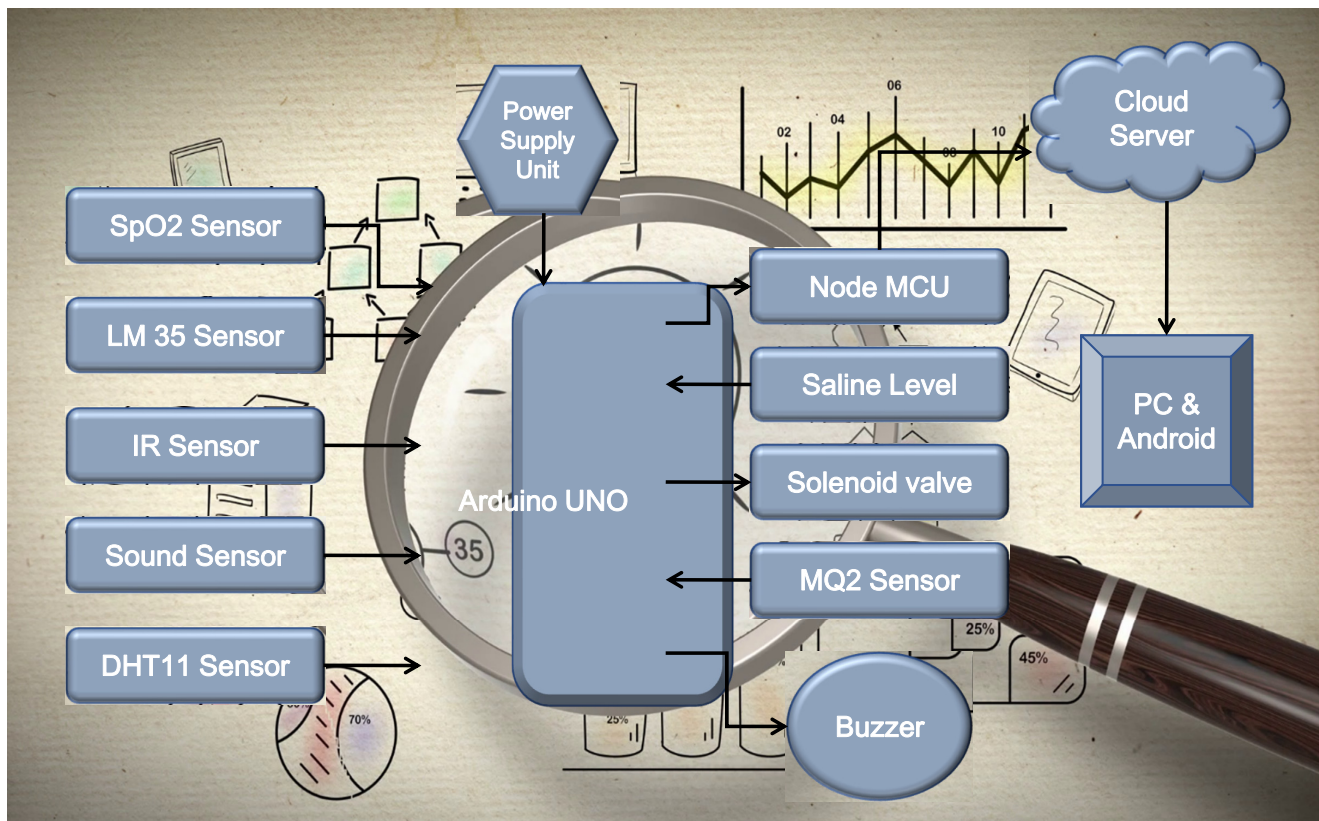 Power
Supply
Unit
Cloud
Server
02
04
06
08
10
SpO2 Sensor
LM 35 Sensor
IR Sensor
Sound Sensor
DHT11 Sensor
Arduino UNO
35
Node MCU
Saline Level
Solenoid valve
MQ2 Sensor
Buzzer
PC &
Android
25%
45%
70%
25%